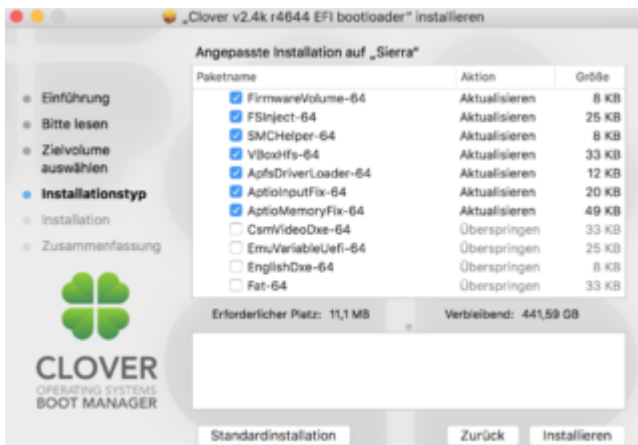 „Clover v2.4k r4644 EFI bootloader“ installieren
Angepasste Installation auf „Sierra“
Paketname Aktion Größe
FirmwareVolume-64 Aktualisieren 8 KB
FSInject-64 Aktualisieren 25 KB
SMCHelper-64 Aktualisieren 8 KB
VBoxHfs-64 Aktualisieren 33 KB
ApfsDriverLoader-64 Aktualisieren 12 KB
AptioInputFix-64 Aktualisieren 20 KB
AptioMemoryFix-64 Aktualisieren 49 KB
CsmVideoDxe-64 Überspringen 33 KB
EmuVariableUefi-64 Überspringen 25 KB
EnglishDxe-64 Überspringen 8 KB
Fat-64 Überspringen 33 KB
Einführung
Bitte lesen
Zielvolume
auswählen
Installationstyp
Installation
Zusammenfassung
CLOVER
OPERATING SYSTEMS
BOOT MANAGER
Erforderlicher Platz: 11,1 MB Verbleibend: 441,59 GB
Standardinstallation Zurück Installieren